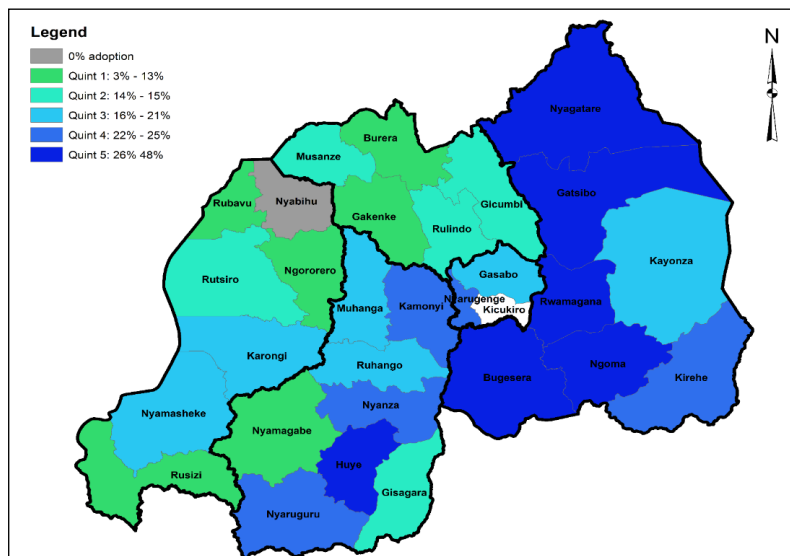 Legend
0% adoption
Quint 1: 3% - 13%
Quint 2: 14% - 15%
Quint 3: 16% - 21%
Quint 4: 22% - 25%
Quint 5: 26% 48%
N
Nyagatare
Burera
Musanze
Gatsibo
Gicumbi
Rubavu
Nyabihu
Gakenke
Rulindo
Kayonza
Ngororero
Gasabo
Rutsiro
Nyarugenge
Rwamagana
Muhanga
Kamonyi
Kicukiro
Karongi
Ruhango
Ngoma
Bugesera
Kirehe
Nyamasheke
Nyanza
Nyamagabe
Huye
Rusizi
Gisagara
Nyaruguru